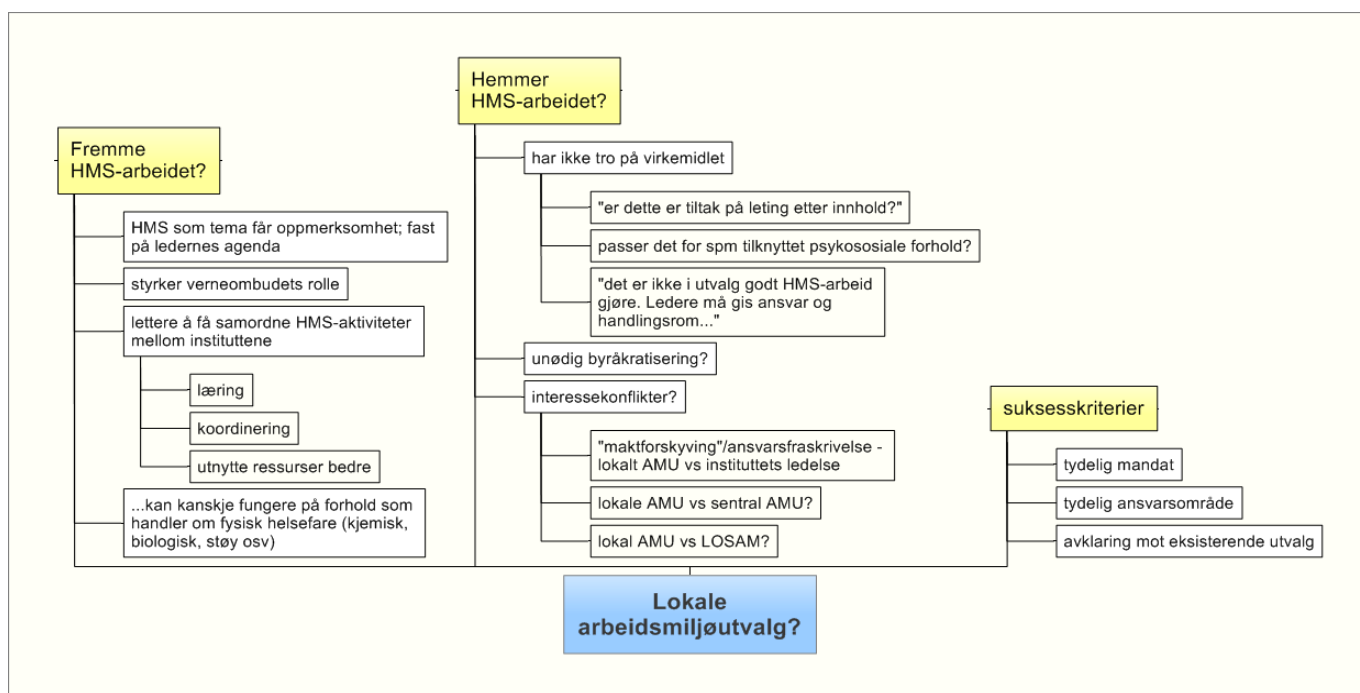 Fremme
HMS-arbeidet?
HMS som tema får oppmerksomhet; fast
på ledernes agenda
styrker verneombudets rolle
lettere å få samordne HMS-aktiviteter
mellom instituttene
læring
koordinering
utnytte ressurser bedre
...kan kanskje fungere på forhold som
handler om fysisk helsefare (kjemisk,
biologisk, støy osv)
Hemmer
HMS-arbeidet?
har ikke tro på virkemidlet
"er dette er tiltak på leting etter innhold?"
passer det for spm tilknyttet psykososiale forhold?
"det er ikke i utvalg godt HMS-arbeid
gjøre. Ledere må gis ansvar og
handlingsrom..."
unødig byråkratisering?
interessekonflikter?
"maktforskyving"/ansvarsfraskrivelse -
lokalt AMU vs instituttets ledelse
lokale AMU vs sentral AMU?
lokal AMU vs LOSAM?
suksesskriterier
tydelig mandat
tydelig ansvarsområde
avklaring mot eksisterende utvalg
Lokale
arbeidsmiljøutvalg?